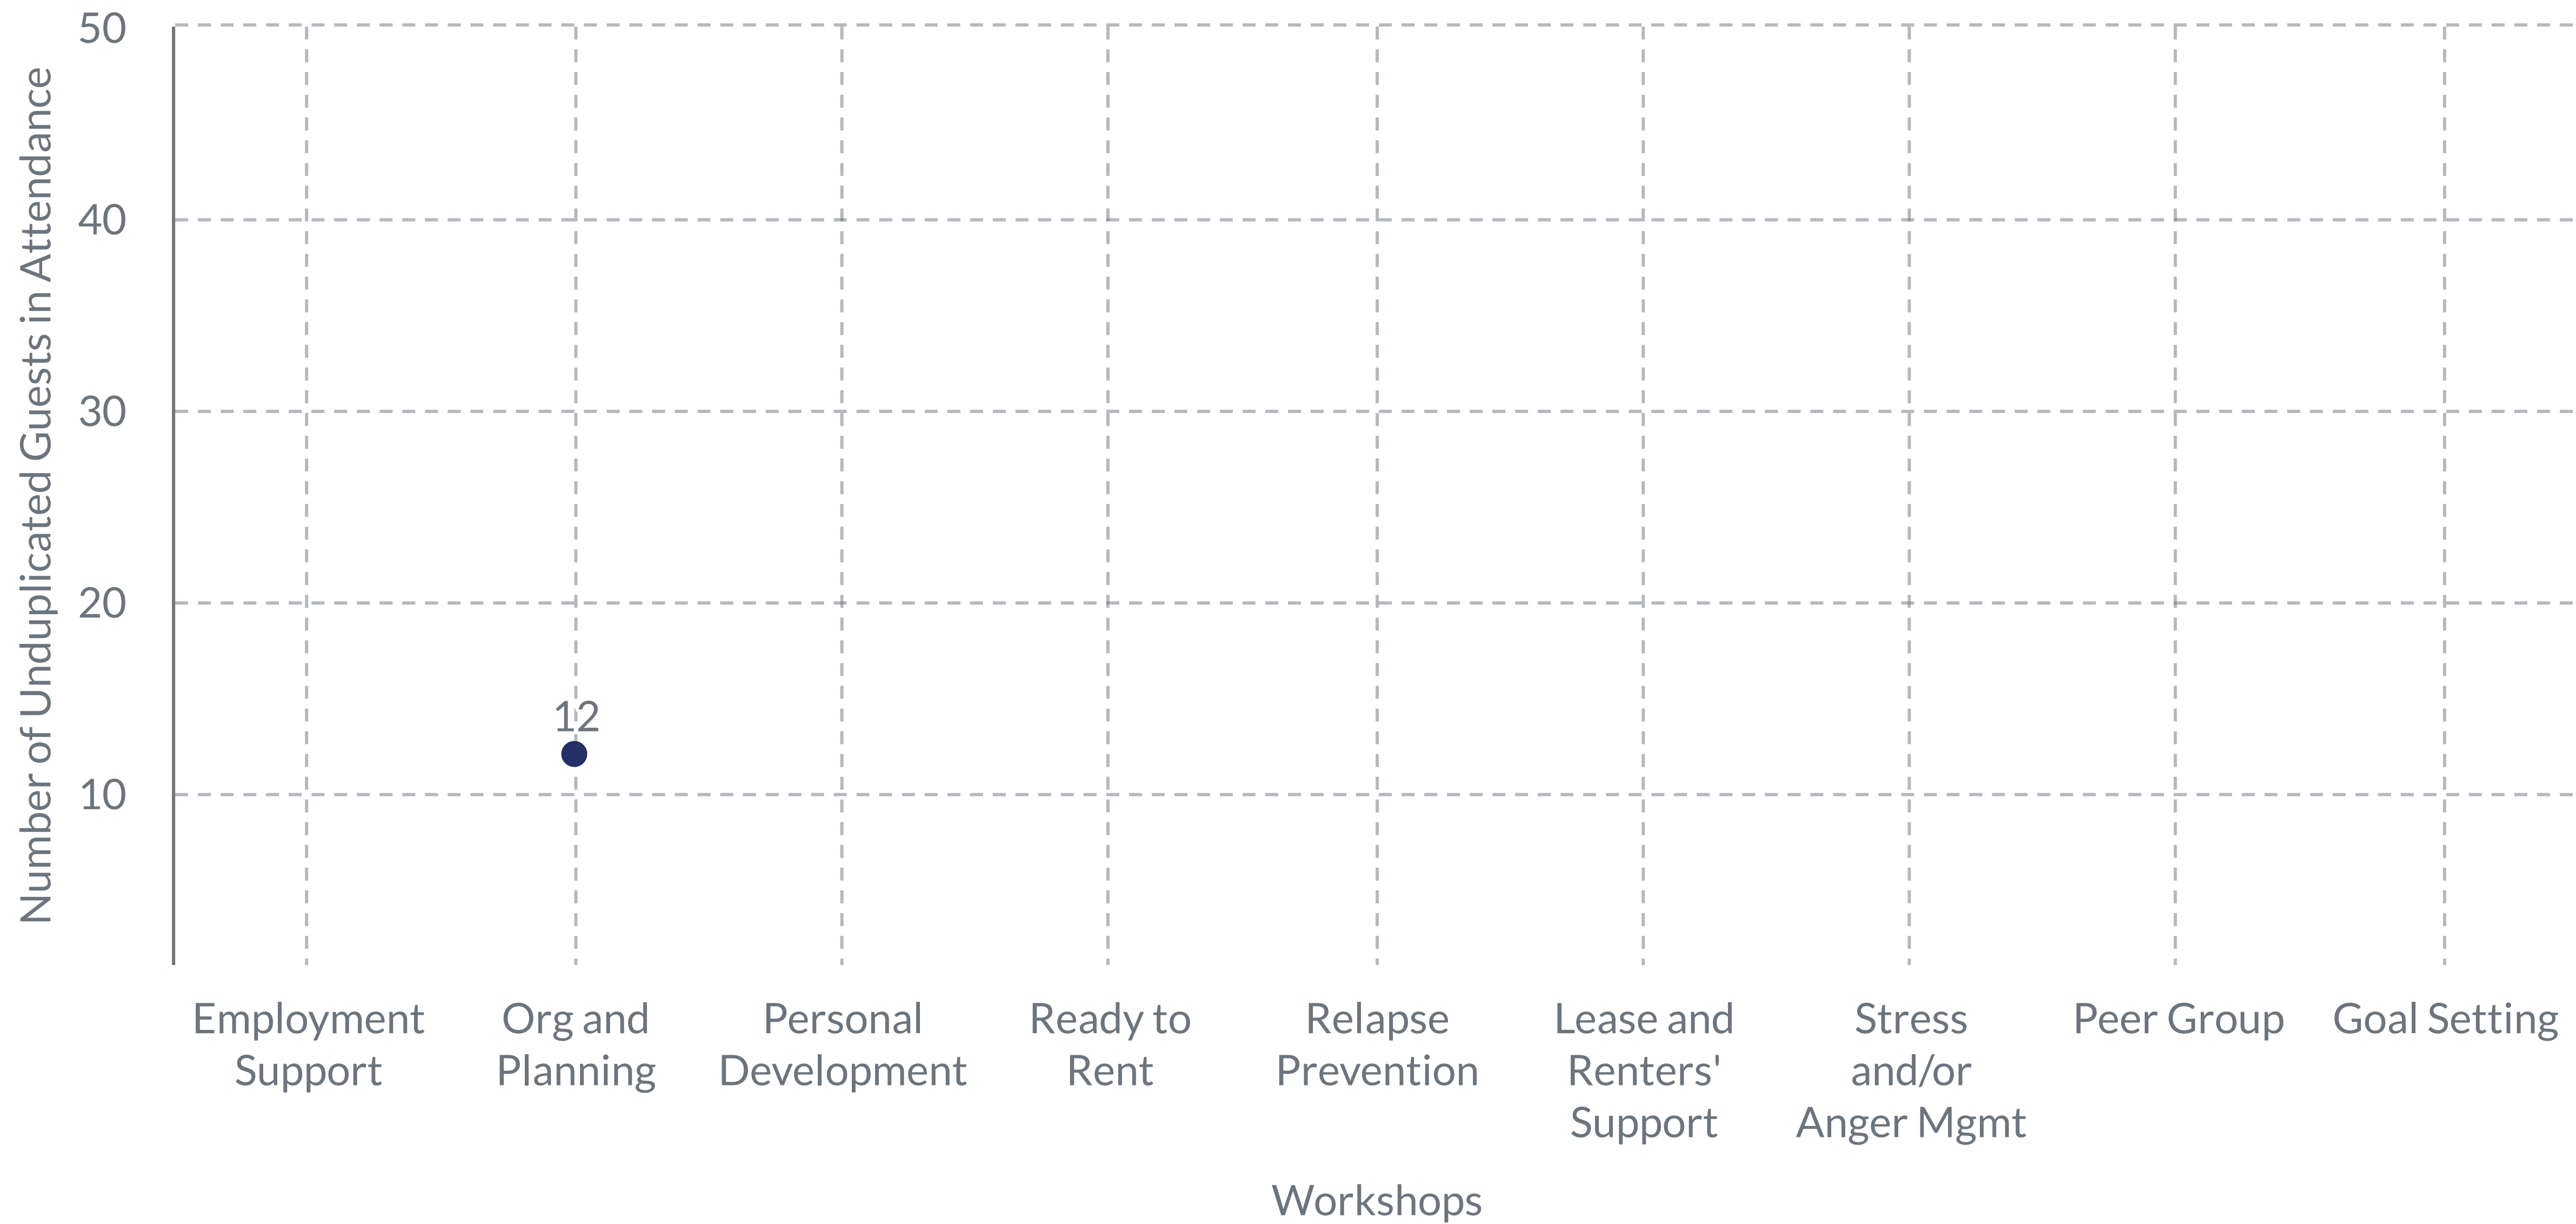 Number of Unduplicated Guests in Attendance
50
40
30
20
10
12
Employment
Support
Org and
Planning
Personal
Development
Ready to
Rent
Relapse
Prevention
Lease and
Renters'
Support
Stress
and/or
Anger Mgmt
Peer Group
Goal Setting
Workshops